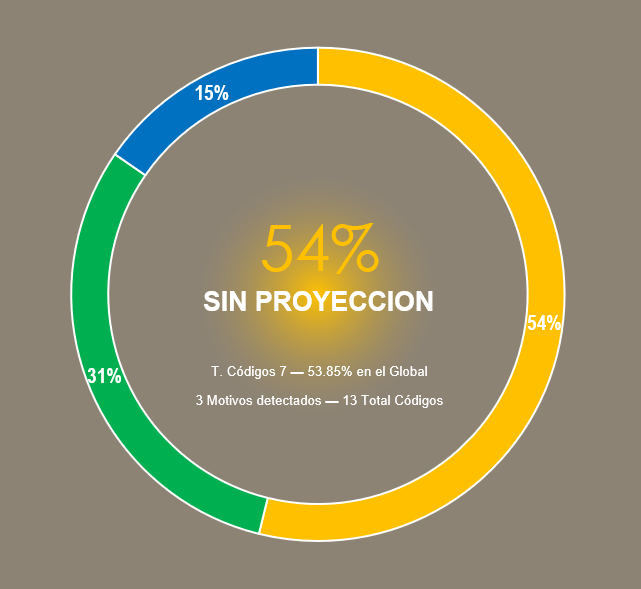 15%
54%
SIN PROYECCION
54%
T. Códigos 7 — 53.85% en el Global
31%
3 Motivos detectados — 13 Total Códigos